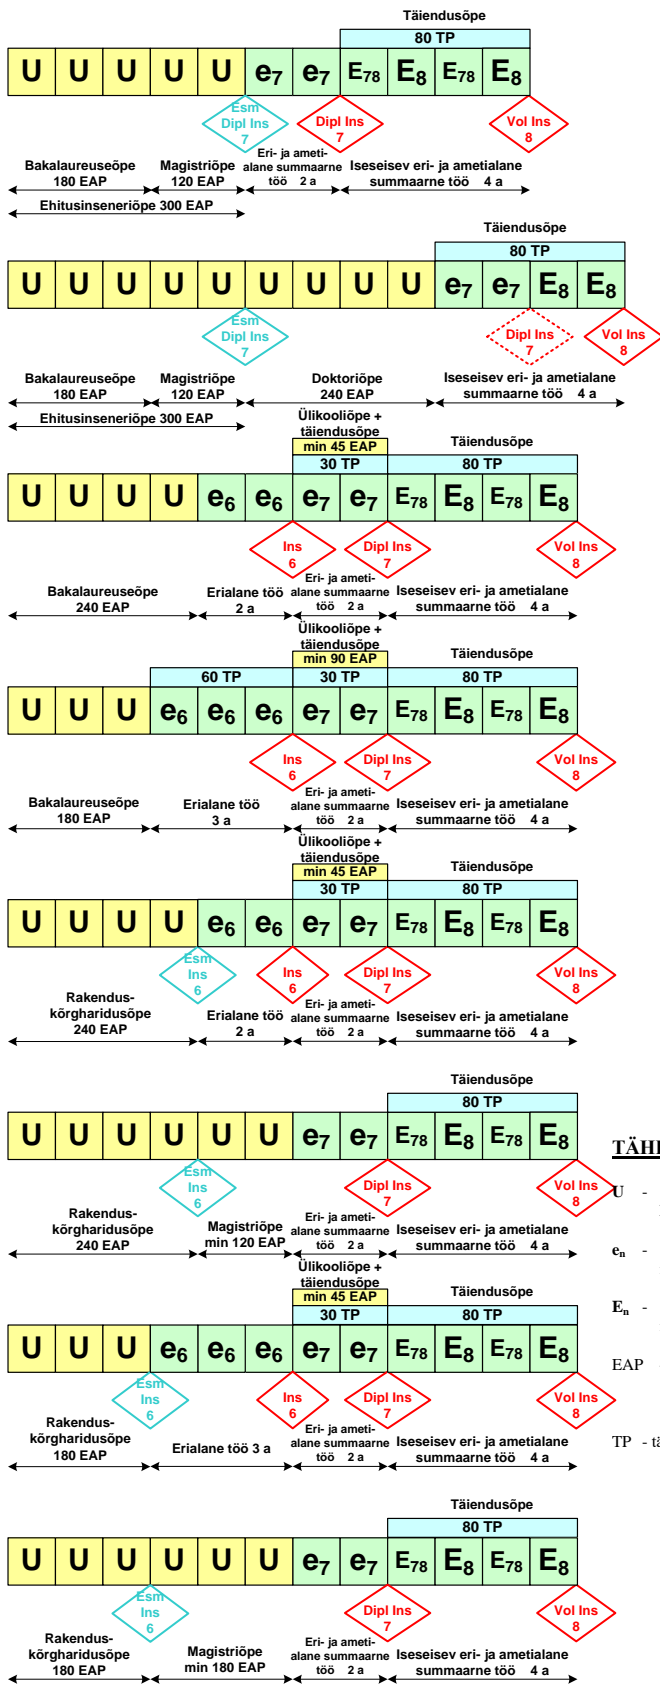 Täiendusõpe
80 TP
U U U U U e7 e7 E78 E8 E78 E8
Esm
Dipl Ins
7
Dipl Ins
7
Vol Ins
8
Bakalaureuseõpe
180 EAP
Magistriõpe
120 EAP
Eri- ja ameti-
alane summaarne
töö 2 a
Iseseisev eri- ja ametialane
summaarne töö 4 a
Ehitusinseneriõpe 300 EAP
Täiendusõpe
80 TP
U U U U U U U U U e7 e7 E8 E8
Esm
Dipl Ins
7
Dipl Ins
7
Vol Ins
8
Bakalaureuseõpe
180 EAP
Magistriõpe
120 EAP
Doktoriõpe
240 EAP
Iseseisev eri- ja ametialane
summaarne töö 4 a
Ehitusinseneriõpe 300 EAP
Ülikooliõpe +
täiendusõpe
min 45 EAP
30 TP
Täiendusõpe
80 TP
U U U U e6 e6 e7 e7 E78 E8 E78 E8
Ins
6
Dipl Ins
7
Vol Ins
8
Bakalaureuseõpe
240 EAP
Erialane töö
2 a
Eri- ja ameti-
alane summaarne
töö 2 a
Iseseisev eri- ja ametialane
summaarne töö 4 a
Ülikooliõpe +
täiendusõpe
min 90 EAP
60 TP
30 TP
Täiendusõpe
80 TP
U U U e6 e6 e6 e7 e7 E78 E8 E78 E8
Ins
6
Dipl Ins
7
Vol Ins
8
Bakalaureuseõpe
180 EAP
Erialane töö
3 a
Eri- ja ameti-
alane summaarne
töö 2 a
Iseseisev eri- ja ametialane
summaarne töö 4 a
Ülikooliõpe +
täiendusõpe
min 45 EAP
30 TP
Täiendusõpe
80 TP
U U U U e6 e6 e7 e7 E78 E8 E78 E8
Esm
Ins
6
Ins
6
Dipl Ins
7
Vol Ins
8
Rakendus-
kõrgharidusõpe
240 EAP
Erialane töö
2 a
Eri- ja ameti-
alane summaarne
töö 2 a
Iseseisev eri- ja ametialane
summaarne töö 4 a
Täiendusõpe
80 TP
U U U U U U e7 e7 E78 E8 E78 E8
Esm
Ins
6
Dipl Ins
7
Vol Ins
8
Rakendus-
kõrgharidusõpe
240 EAP
Magistriõpe
min 120 EAP
Eri- ja ameti-
alane summaarne
töö 2 a
Iseseisev eri- ja ametialane
summaarne töö 4 a
Ülikooliõpe +
täiendusõpe
min 45 EAP
30 TP
Täiendusõpe
80 TP
U U U e6 e6 e6 e7 e7 E78 E8 E78 E8
Esm
Ins
6
Ins
6
Dipl Ins
7
Vol Ins
8
Rakendus-
kõrgharidusõpe
180 EAP
Erialane töö 3 a
Eri- ja ameti-
alane summaarne
töö 2 a
Iseseisev eri- ja ametialane
summaarne töö 4 a
Täiendusõpe
80 TP
U U U U U U e7 e7 E78 E8 E78 E8
Esm
Ins
6
Dipl Ins
7
Vol Ins
8
Rakendus-
kõrgharidusõpe
180 EAP
Magistriõpe
min 180 EAP
Eri- ja ameti-
alane summaarne
töö 2 a
Iseseisev eri- ja ametialane
summaarne töö 4 a
U -
en -
En -
EAP
TP -